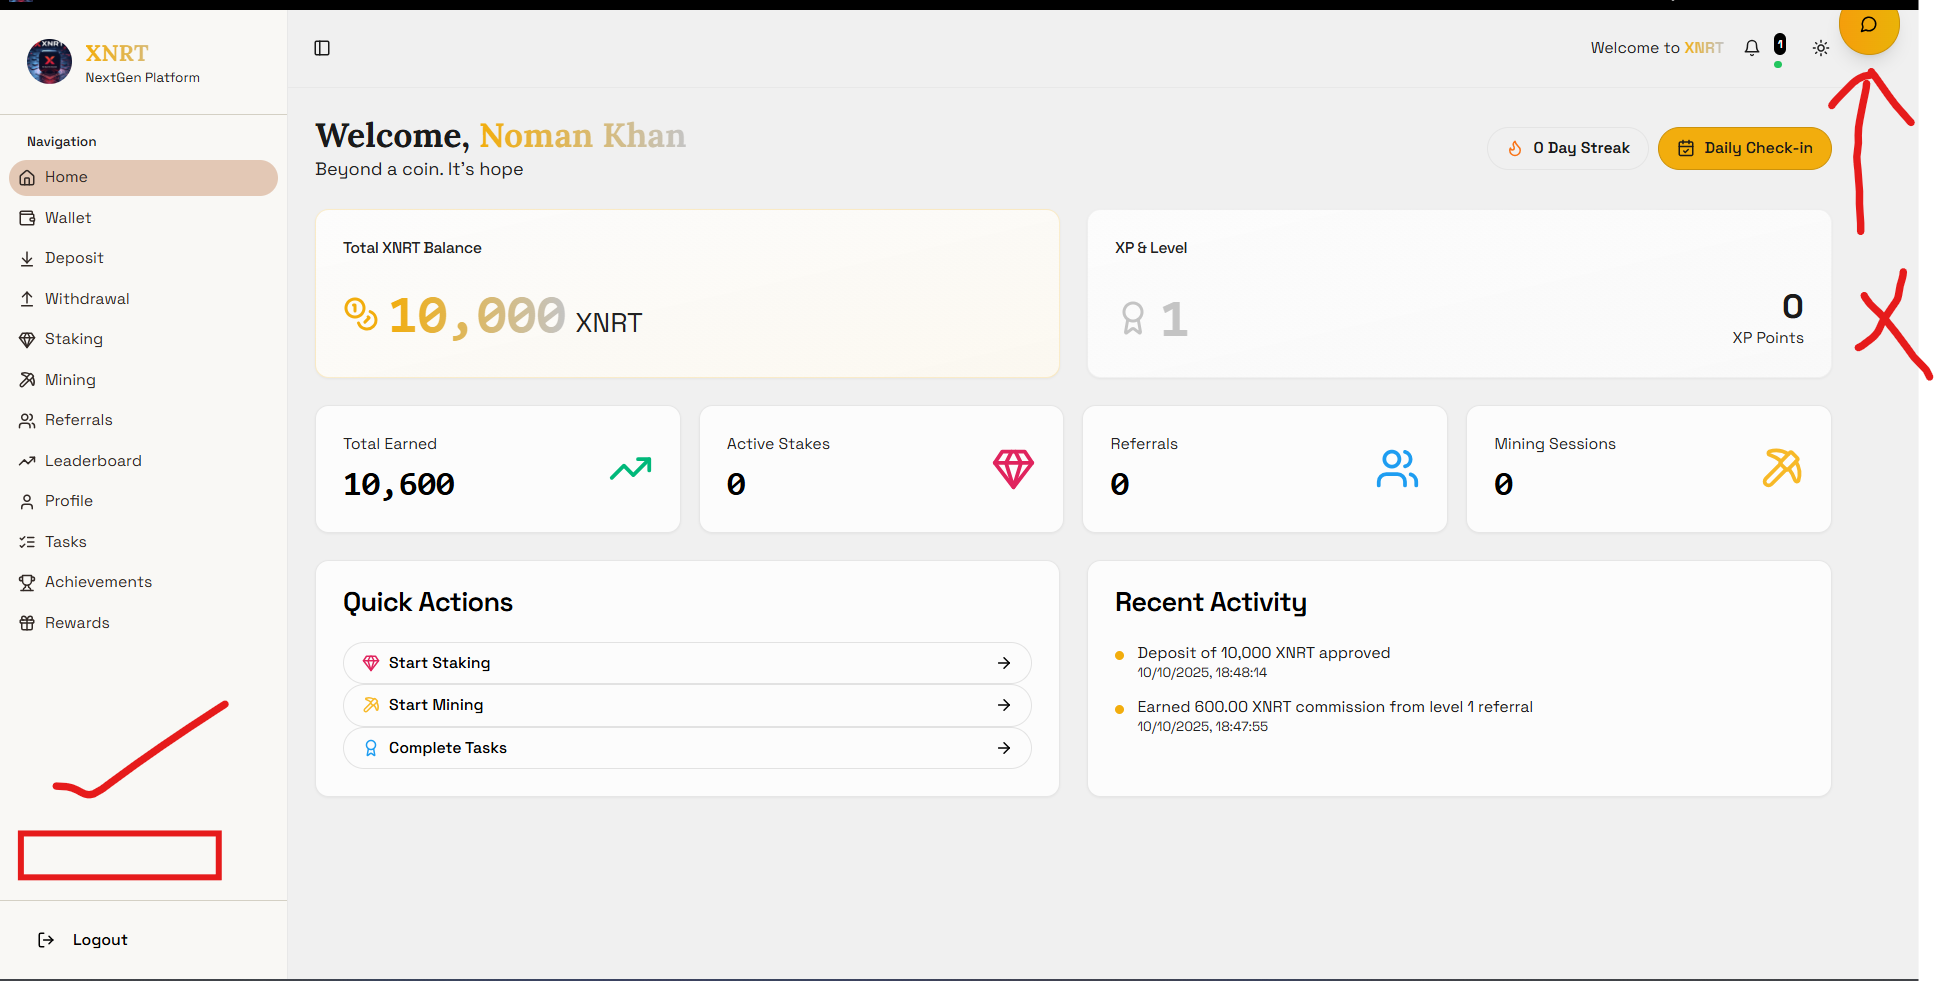 XNRT
NextGen Platform
Navigation
Home
Wallet
Deposit
Withdrawal
Staking
Mining
Referrals
Leaderboard
Profile
Tasks
Achievements
Rewards
Logout
Welcome to XNRT
1
Welcome, Noman Khan
Beyond a coin. It's hope
0 Day Streak
Daily Check-in
Total XNRT Balance
10,000 XNRT
XP & Level
1
0
XP Points
Total Earned
10,600
Active Stakes
0
Referrals
0
Mining Sessions
0
Quick Actions
Start Staking
Start Mining
Complete Tasks
Recent Activity
Deposit of 10,000 XNRT approved
10/10/2025, 18:48:14
Earned 600.00 XNRT commission from level 1 referral
10/10/2025, 18:47:55